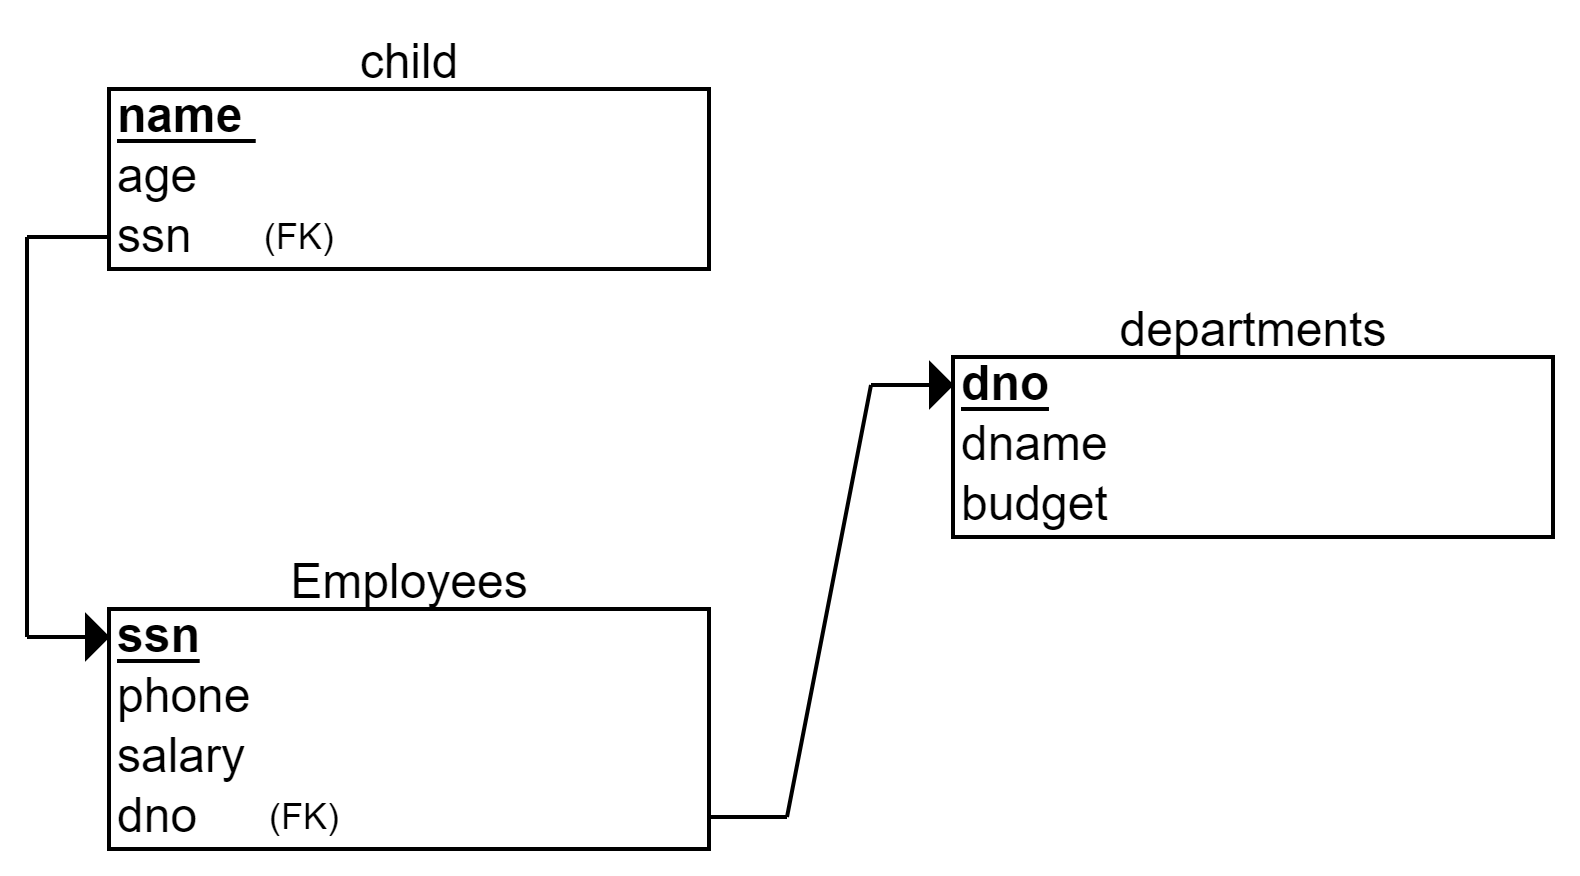 child
name
age
ssn (FK)
departments
dno
dname
budget
Employees
ssn
phone
salary
dno (FK)